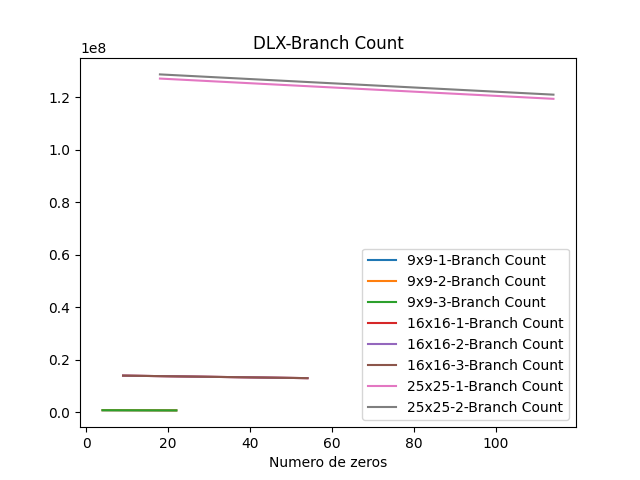 DLX-Branch Count
1e8
1.2
1.0
0.8
0.6
0.4
0.2
0.0
9x9-1-Branch Count
9x9-2-Branch Count
9x9-3-Branch Count
16x16-1-Branch Count
16x16-2-Branch Count
16x16-3-Branch Count
25x25-1-Branch Count
25x25-2-Branch Count
0 20 40 60 80 100
Numero de zeros